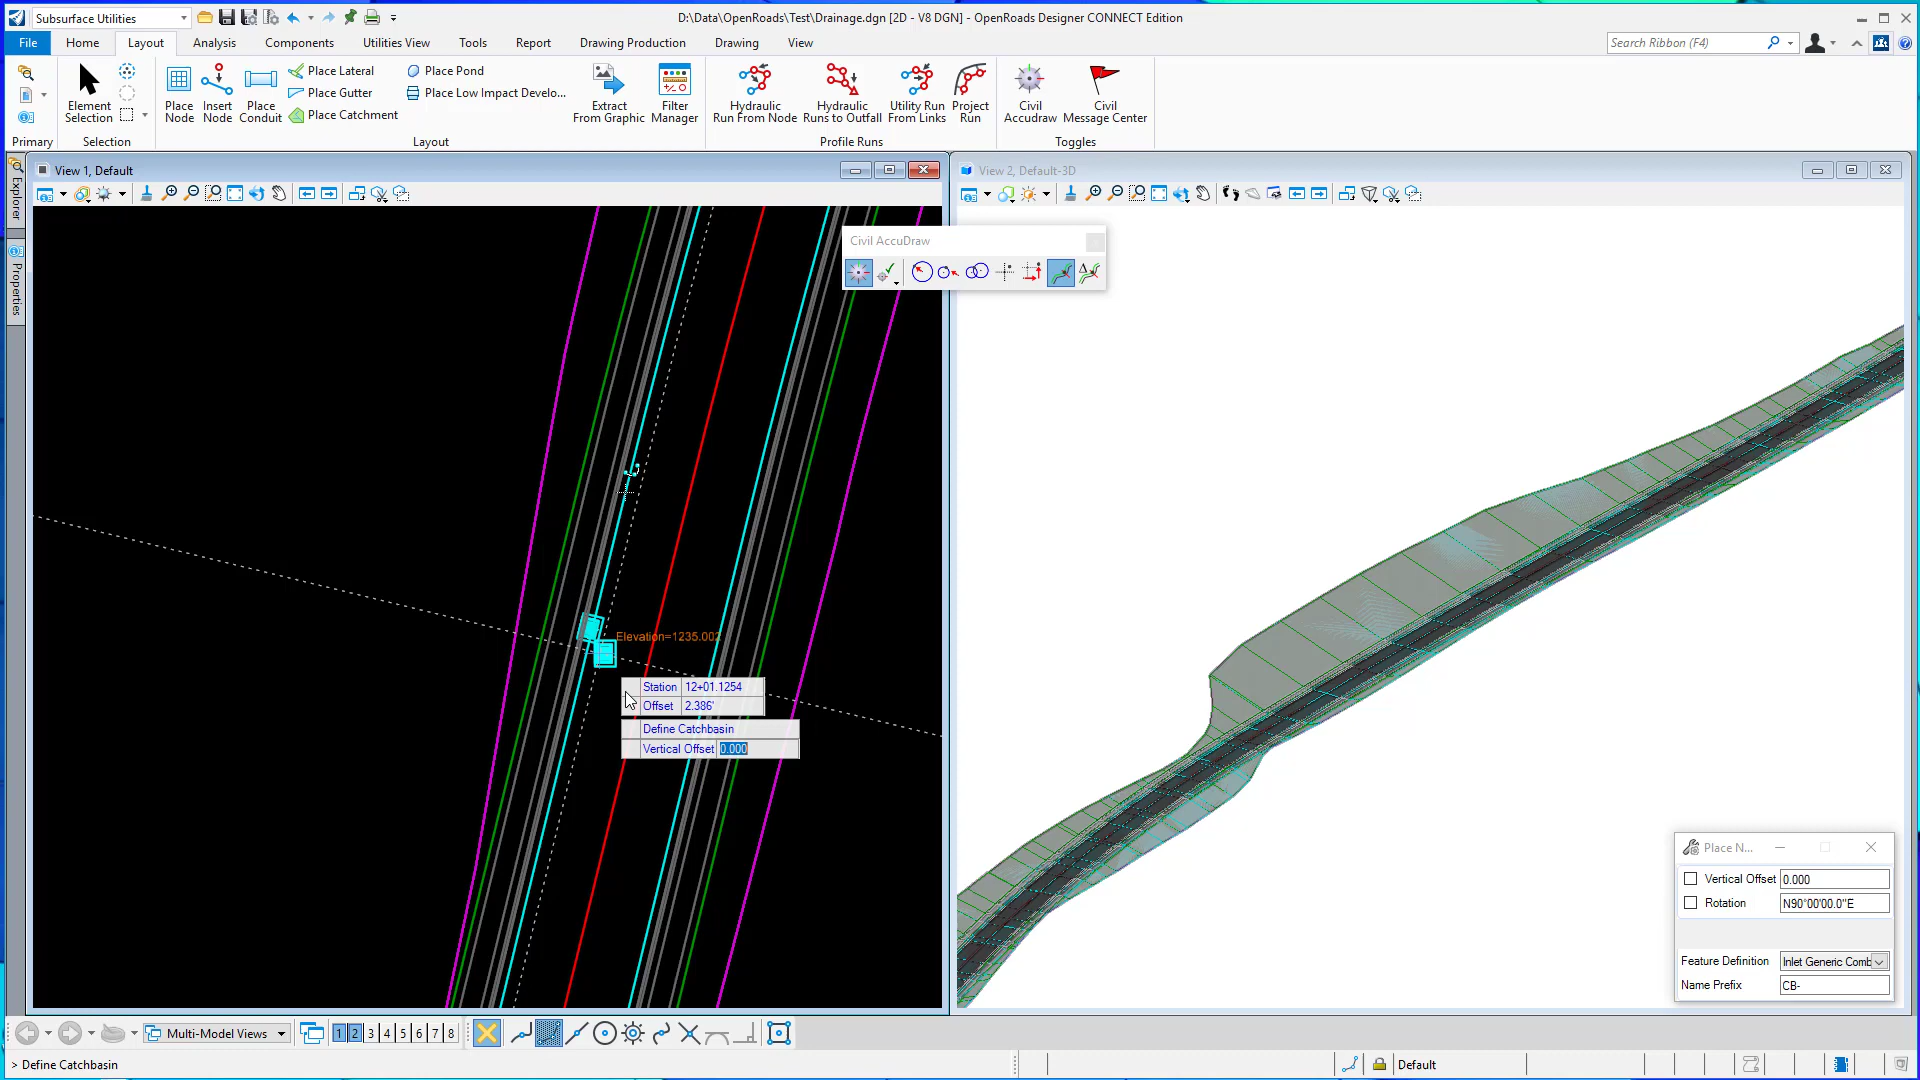 Subsurface Utilities
D:\Data\OpenRoads\Test\Drainage.dgn [2D - V8 DGN] - OpenRoads Designer CONNECT Edition
File
Home
Layout
Analysis
Components
Utilities View
Tools
Report
Drawing Production
Drawing
View
Search Ribbon (F4)
Element
Selection
Place
Node
Insert
Node
Place
Conduit
Place Lateral
Place Gutter
Place Catchment
Place Pond
Place Low Impact Develo...
Extract
From Graphic
Filter
Manager
Hydraulic
Run From Node
Hydraulic
Runs to Outfall
Utility Run
From Links
Project
Run
Civil
Accudraw
Civil
Message Center
Primary
Selection
Layout
Profile Runs
Toggles
Explorer
Properties
View 1, Default
View 2, Default-3D
Civil AccuDraw
Elevation=1235.002
Station 12+01.1254
Offset 2.386'
Define Catchbasin
Vertical Offset 0.000
Place N...
Vertical Offset 0.000
Rotation N90°00'00.0"E
Feature Definition Inlet Generic Comb
Name Prefix CB-
Multi-Model Views
1 2 3 4 5 6 7 8
> Define Catchbasin
Default